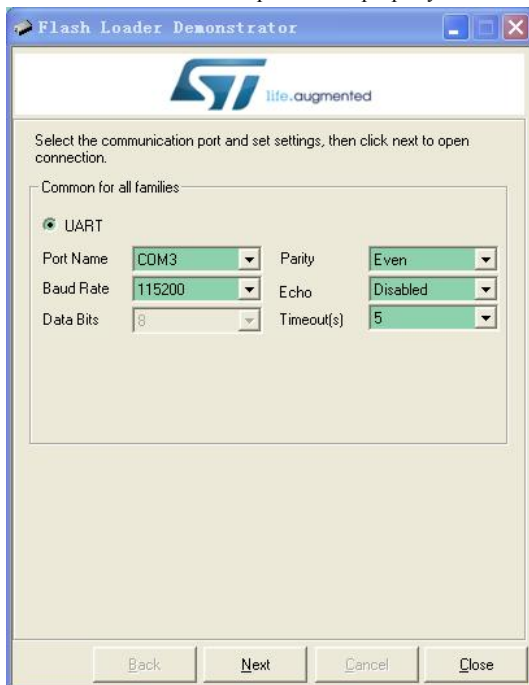 Flash Loader Demonstrator
ST life.augmented
Select the communication port and set settings, then click next to open
connection.
Common for all families
UART
Port Name COM3 Parity Even
Baud Rate 115200 Echo Disabled
Data Bits 8 Timeout(s) 5
Back Next Cancel Close